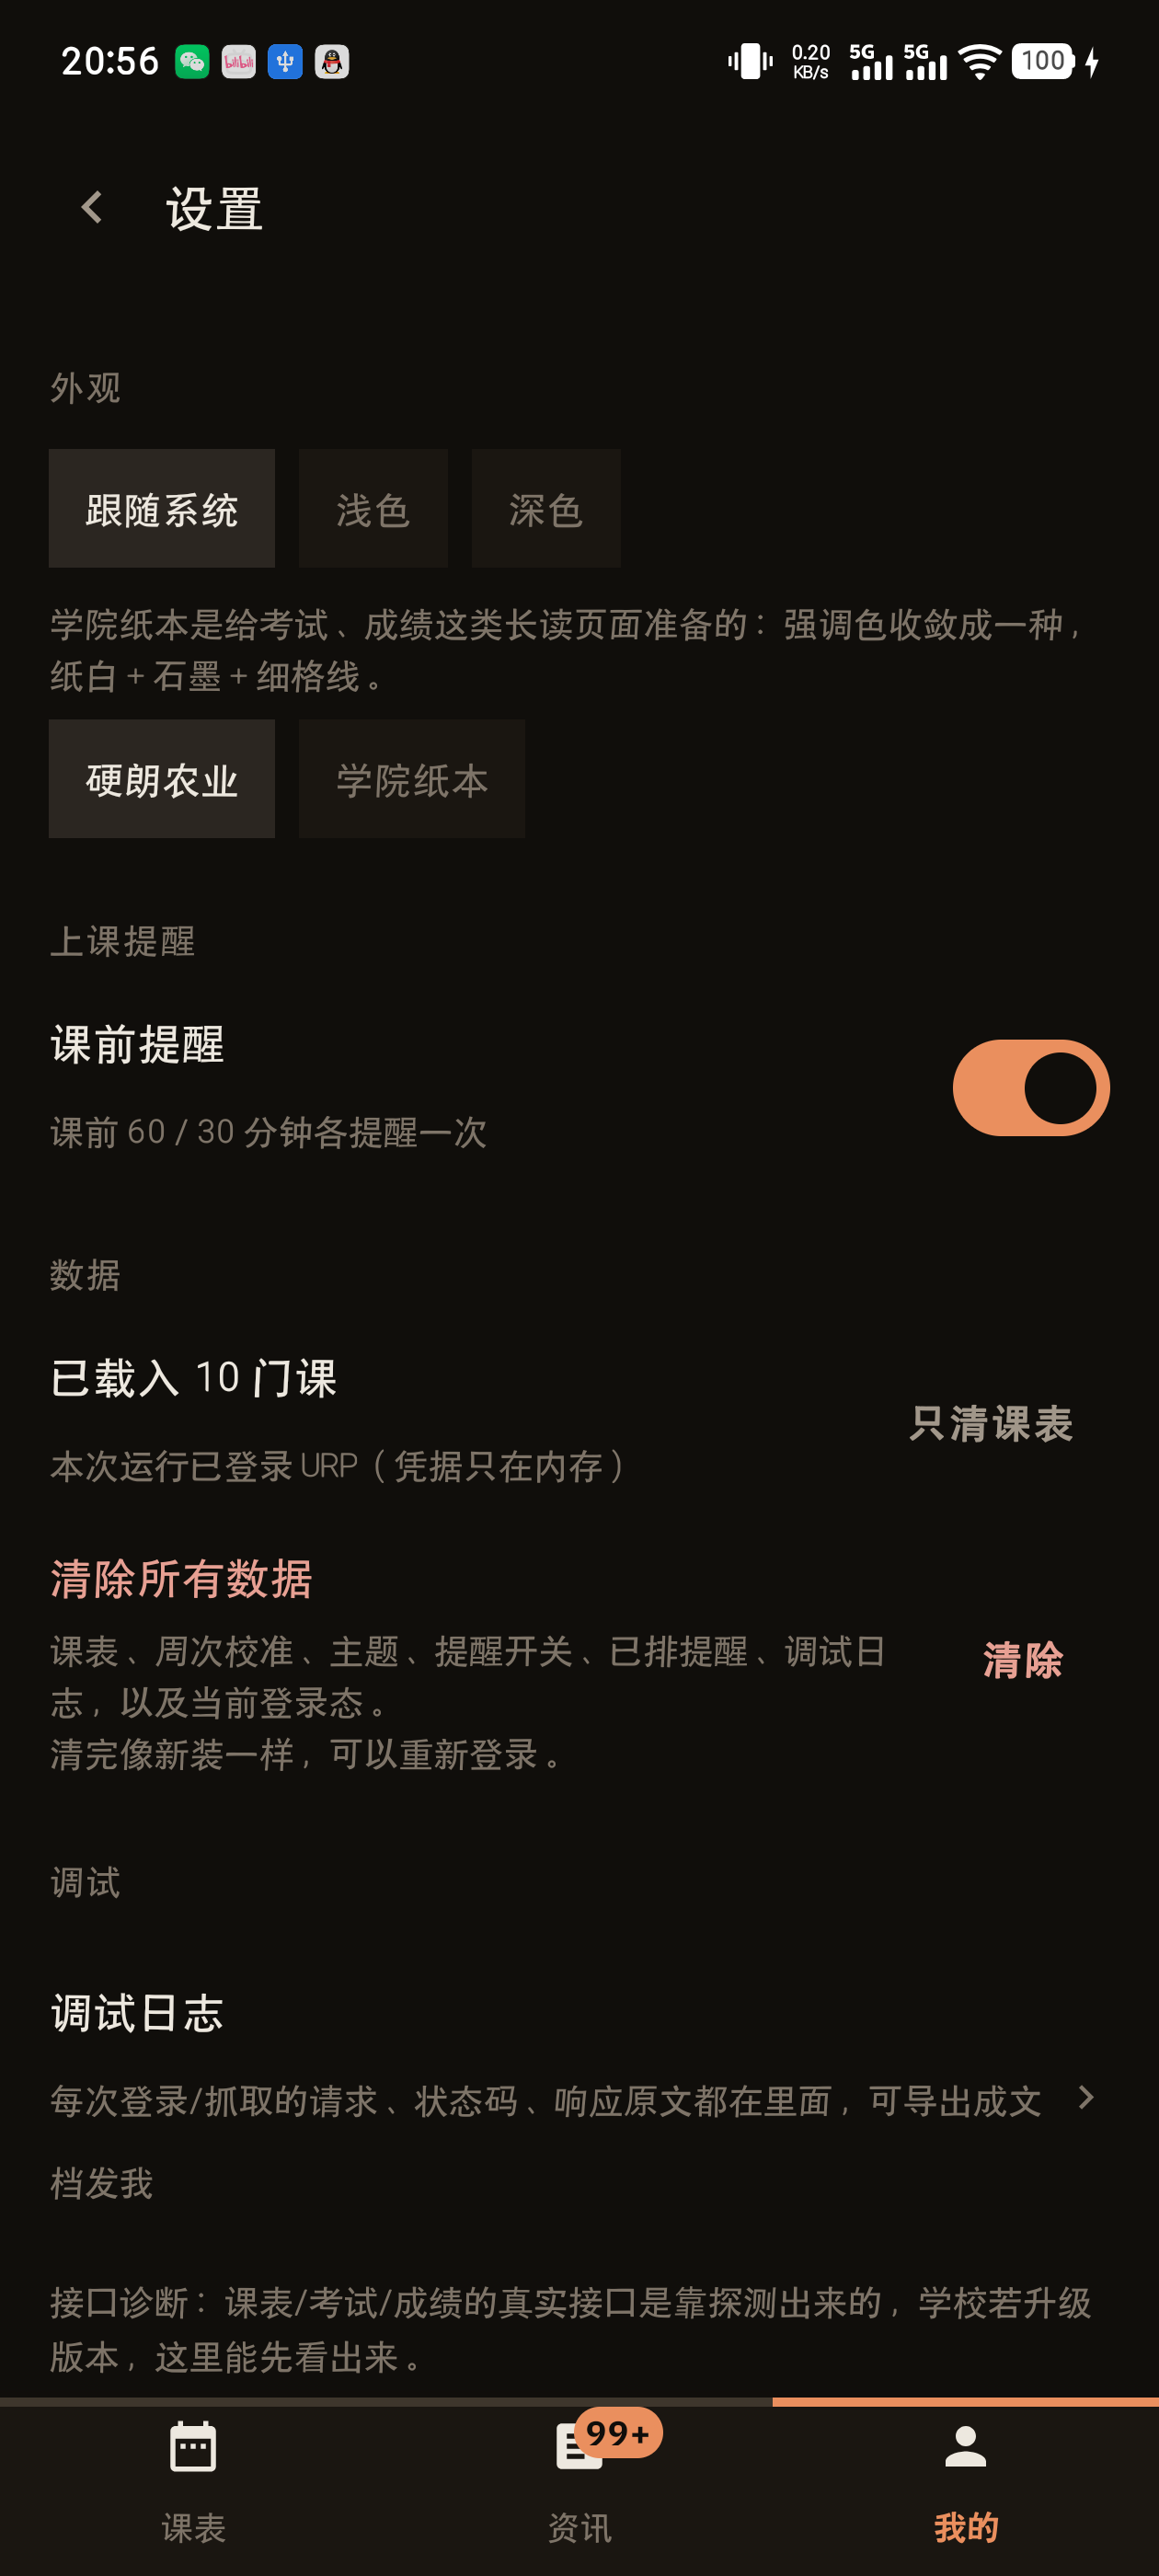 20:56
bilibili
0.20
KB/s
5G
5G
100
设置
外观
跟随系统
浅色
深色
学院纸本是给考试、成绩这类长读页面准备的：强调色收敛成一种，
纸白 + 石墨 + 细格线。
硬朗农业
学院纸本
上课提醒
课前提醒
课前 60 / 30 分钟各提醒一次
数据
已载入 10 门课
只清课表
本次运行已登录 URP（凭据只在内存）
清除所有数据
课表、周次校准、主题、提醒开关、已排提醒、调试日
志，以及当前登录态。
清完像新装一样，可以重新登录。
清除
调试
调试日志
每次登录/抓取的请求、状态码、响应原文都在里面，可导出成文
档发我
接口诊断：课表/考试/成绩的真实接口是靠探测出来的，学校若升级
版本，这里能先看出来。
99+
课表
资讯
我的